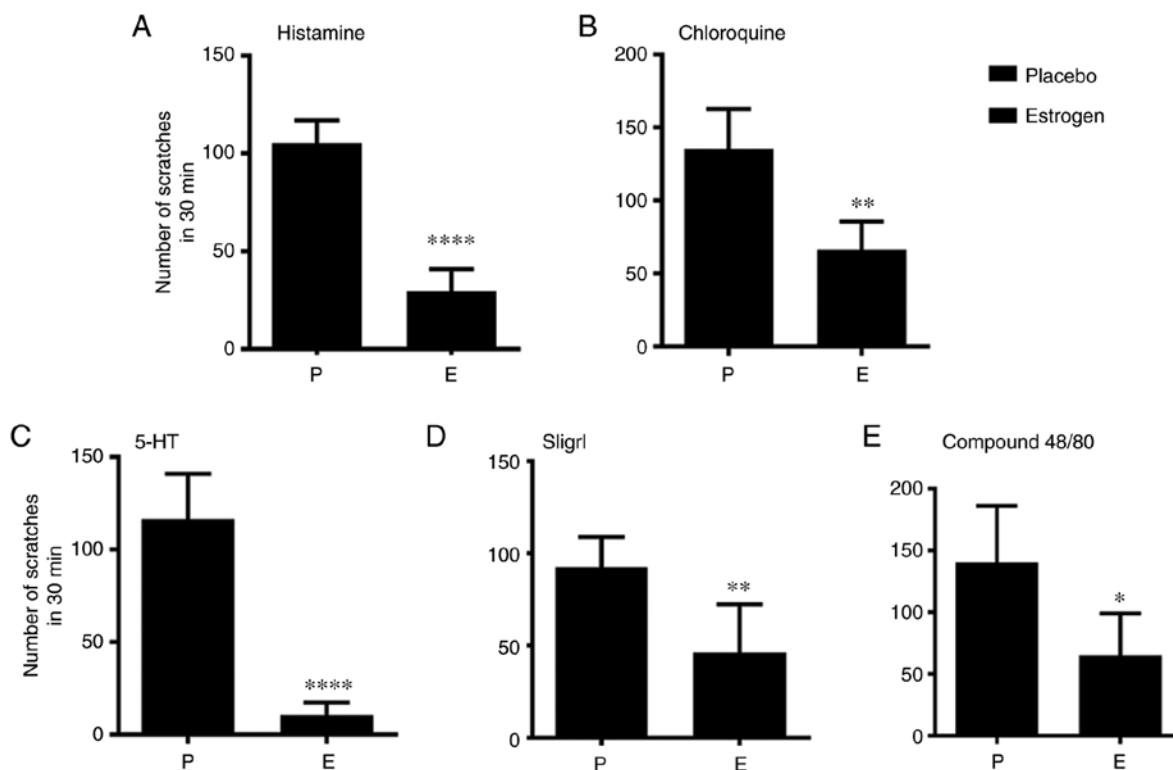 A Histamine
150
100
50
0
Number of scratches
in 30 min
****
P E
B Chloroquine
200
150
100
50
0
**
P E
Placebo
Estrogen
C 5-HT
150
100
50
0
Number of scratches
in 30 min
****
P E
D Sligrl
150
100
50
0
**
P E
E Compound 48/80
200
150
100
50
0
*
P E